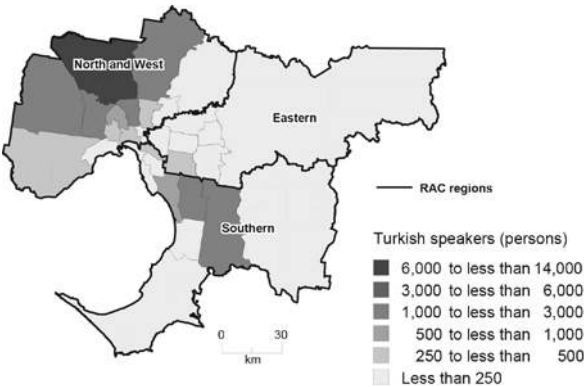 North and West
Eastern
RAC regions
Southern
Turkish speakers (persons)
6,000 to less than 14,000
3,000 to less than 6,000
1,000 to less than 3,000
500 to less than 1,000
250 to less than 500
Less than 250
0 30
km